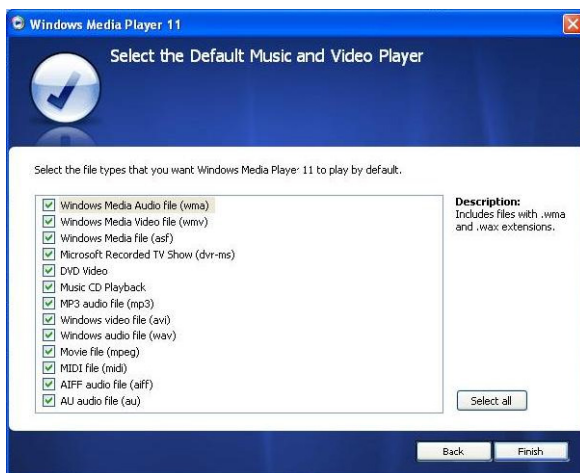 Windows Media Player 11
Select the Default Music and Video Player
Select the file types that you want Windows Media Player 11 to play by default.
Windows Media Audio file (wma)
Windows Media Video file (wmv)
Windows Media file (asf)
Microsoft Recorded TV Show (dvr-ms)
DVD Video
Music CD Playback
MP3 audio file (mp3)
Windows video file (avi)
Windows audio file (wav)
Movie file (mpeg)
MIDI file (midi)
AIFF audio file (aiff)
AU audio file (au)
Description:
Includes files with .wma
and .wax extensions.
Select all
Back
Finish